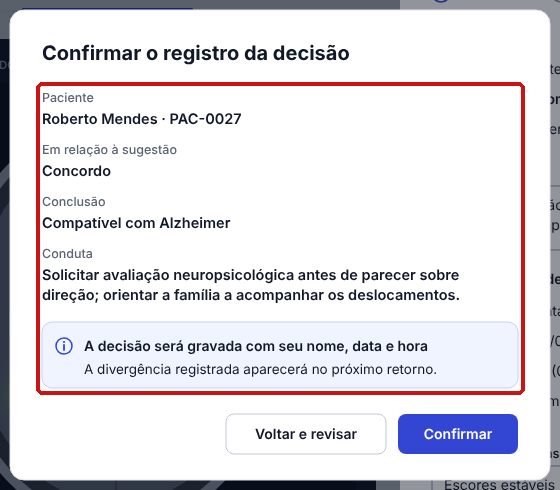 Confirmar o registro da decisão
Paciente
Roberto Mendes · PAC-0027
Em relação à sugestão
Concordo
Conclusão
Compatível com Alzheimer
Conduta
Solicitar avaliação neuropsicológica antes de parecer sobre
direção; orientar a família a acompanhar os deslocamentos.
A decisão será gravada com seu nome, data e hora
A divergência registrada aparecerá no próximo retorno.
Voltar e revisar
Confirmar
Escores estáveis